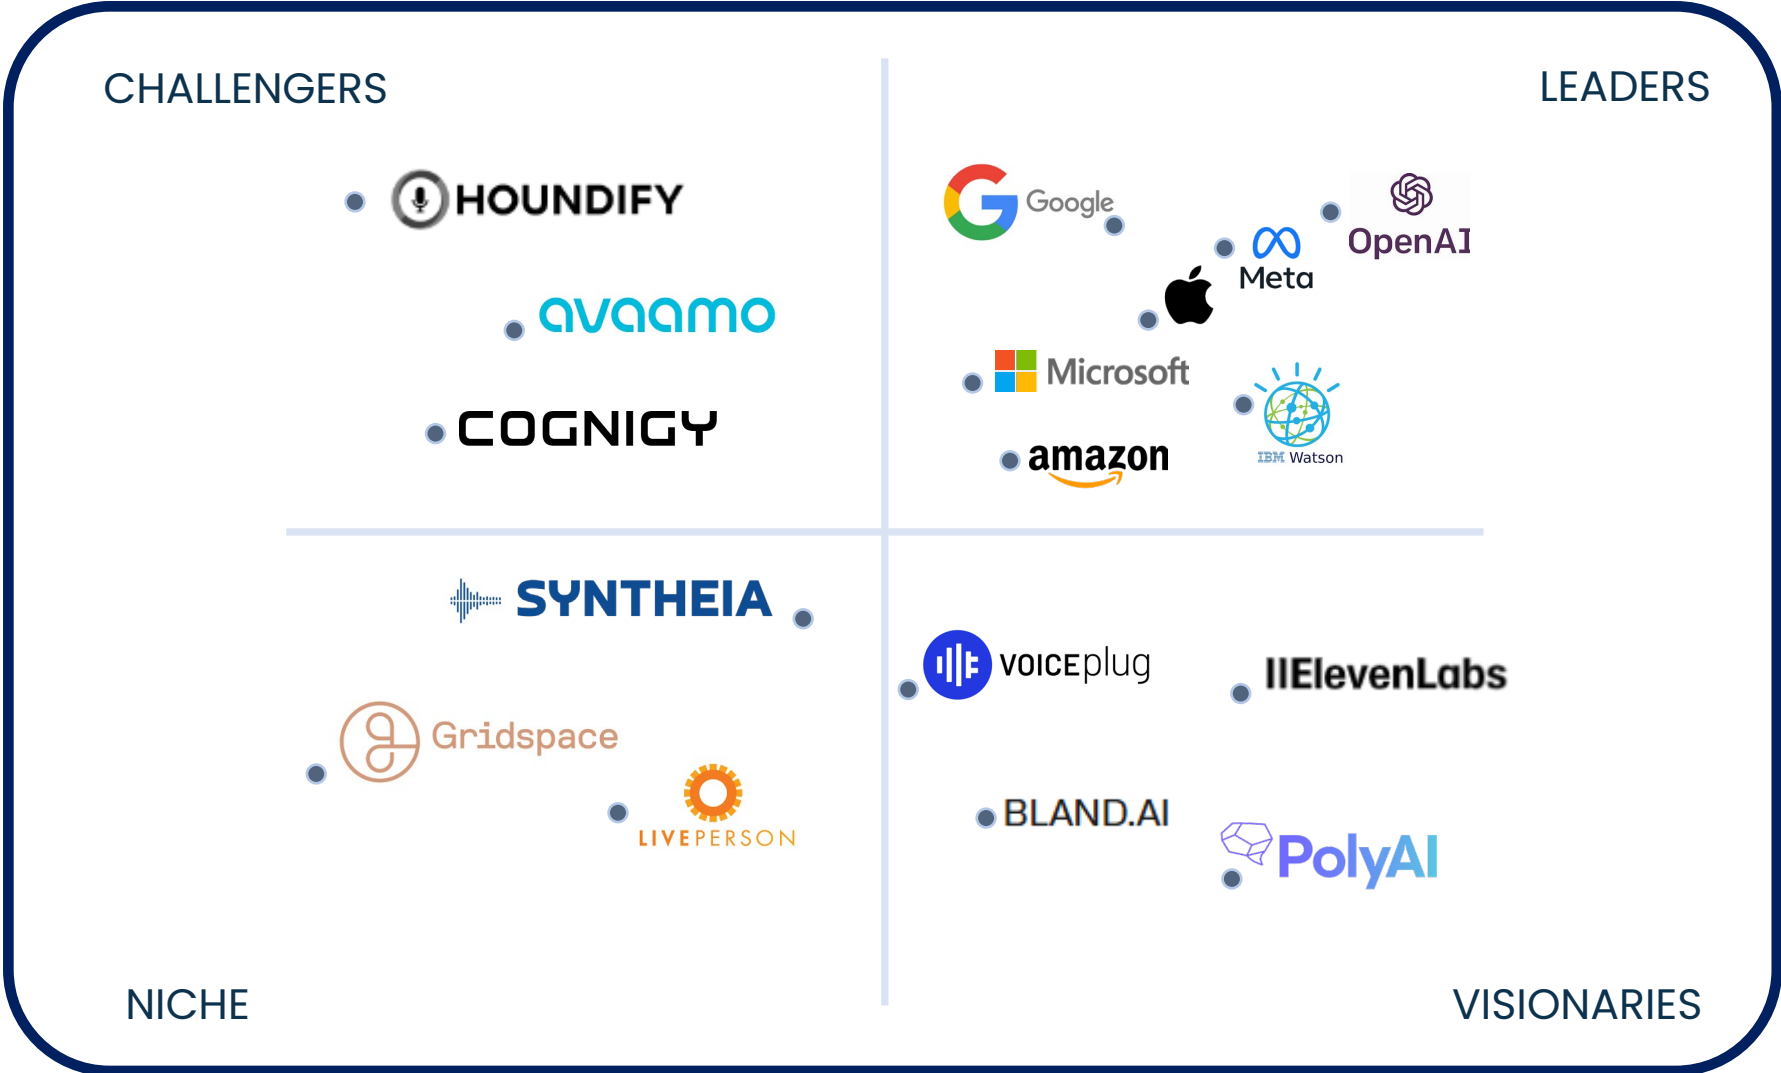 CHALLENGERS
LEADERS
HOUNDIFY
Google
OpenAI
Meta
avaamo
Microsoft
COGNIGY
amazon
IBM Watson
SYNTHEIA
VOICEplug
IIElevenLabs
Gridspace
LIVEPERSON
BLAND.AI
PolyAI
NICHE
VISIONARIES